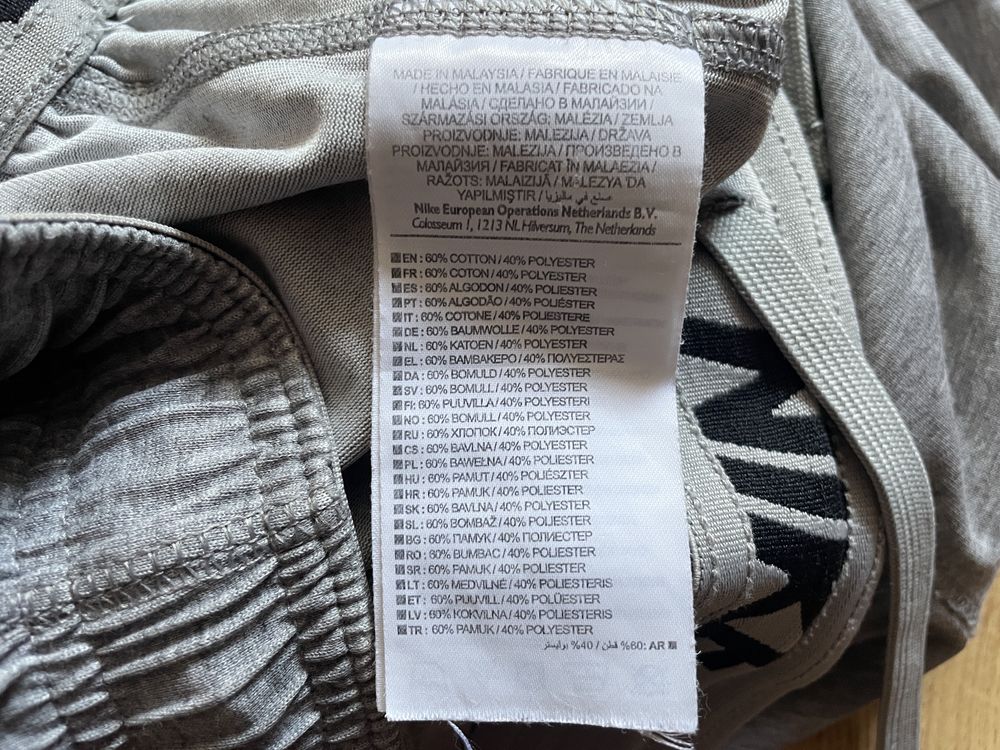 MADE IN MALAYSIA / FABRIQUE EN MALAISIE
/ HECHO EN MALASIA / FABRICADO NA
MALÁSIA / СДЕЛАНО В МАЛАЙЗИИ /
SZÁRMAZÁSI ORSZÁG: MALÉZIA / ZEMLJA
PROIZVODNJE: MALEZIJA / DRŽAVA
PROIZVODNJE: MALEZIJA / ПРОИЗВЕДЕНО В
МАЛАЙЗИЯ / FABRICAT ÎN MALAEZIA /
RAŽOTS: MALAIZIJĀ / MALEZYA 'DA
YAPILMIŞTIR / صنع في ماليزيا
Nike European Operations Netherlands B.V.
Colosseum 1, 1213 NL Hilversum, The Netherlands
EN : 60% COTTON / 40% POLYESTER
FR : 60% COTON / 40% POLYESTER
ES : 60% ALGODON / 40% POLIESTER
PT : 60% ALGODÃO / 40% POLIÉSTER
IT : 60% COTONE / 40% POLIESTERE
DE : 60% BAUMWOLLE / 40% POLYESTER
NL : 60% KATOEN / 40% POLYESTER
EL : 60% ΒΑΜΒΑΚΕΡΟ / 40% ΠΟΛΥΕΣΤΕΡΑΣ
DA : 60% BOMULD / 40% POLYESTER
SV : 60% BOMULL / 40% POLYESTER
FI : 60% PUUVILLA / 40% POLYESTERI
NO : 60% BOMULL / 40% POLYESTER
RU : 60% ХЛОПОК / 40% ПОЛИЭСТЕР
CS : 60% BAVLNA / 40% POLYESTER
PL : 60% BAWEŁNA / 40% POLIESTER
HU : 60% PAMUT / 40% POLIÉSZTER
HR : 60% PAMUK / 40% POLIESTER
SK : 60% BAVLNA / 40% POLYESTER
SL : 60% BOMBAŽ / 40% POLIESTER
BG : 60% ПАМУК / 40% ПОЛИЕСТЕР
RO : 60% BUMBAC / 40% POLIESTER
SR : 60% PAMUK / 40% POLIESTER
LT : 60% MEDVILNĖ / 40% POLIESTERIS
ET : 60% PUUVILL / 40% POLÜESTER
LV : 60% KOKVILNA / 40% POLIESTERIS
TR : 60% PAMUK / 40% POLYESTER
AR : 60% قطن / 40% بوليستر